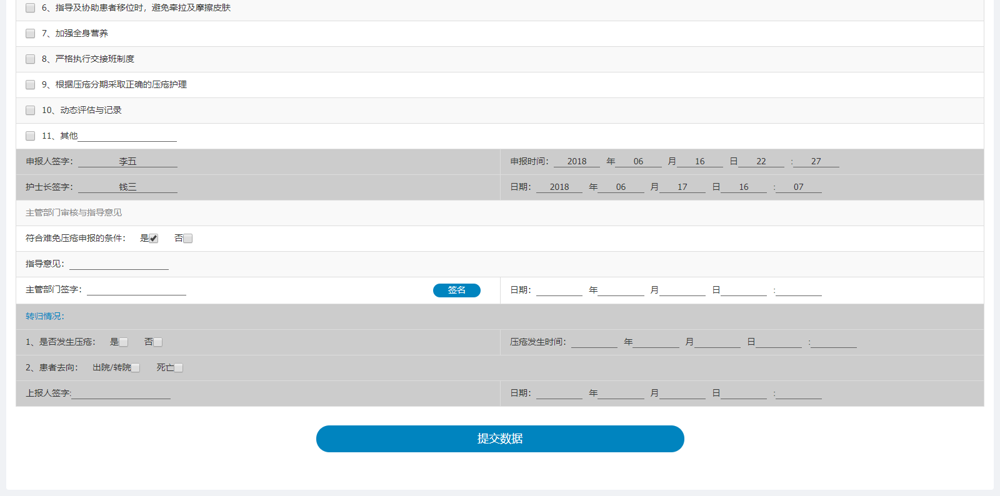 6、指导及协助患者移位时，避免牵拉及摩擦皮肤
7、加强全身营养
8、严格执行交接班制度
9、根据压疮分期采取正确的压疮护理
10、动态评估与记录
11、其他
申报人签字： 李五 申报时间： 2018 年 06 月 16 日 22 : 27
护士长签字： 钱三 日期： 2018 年 06 月 17 日 16 : 07
主管部门审核与指导意见
符合难免压疮申报的条件： 是 否
指导意见：
主管部门签字： 签名 日期： 年 月 日 :
转归情况：
1、是否发生压疮： 是 否 压疮发生时间： 年 月 日 :
2、患者去向： 出院/转院 死亡
上报人签字: 日期： 年 月 日 :
提交数据